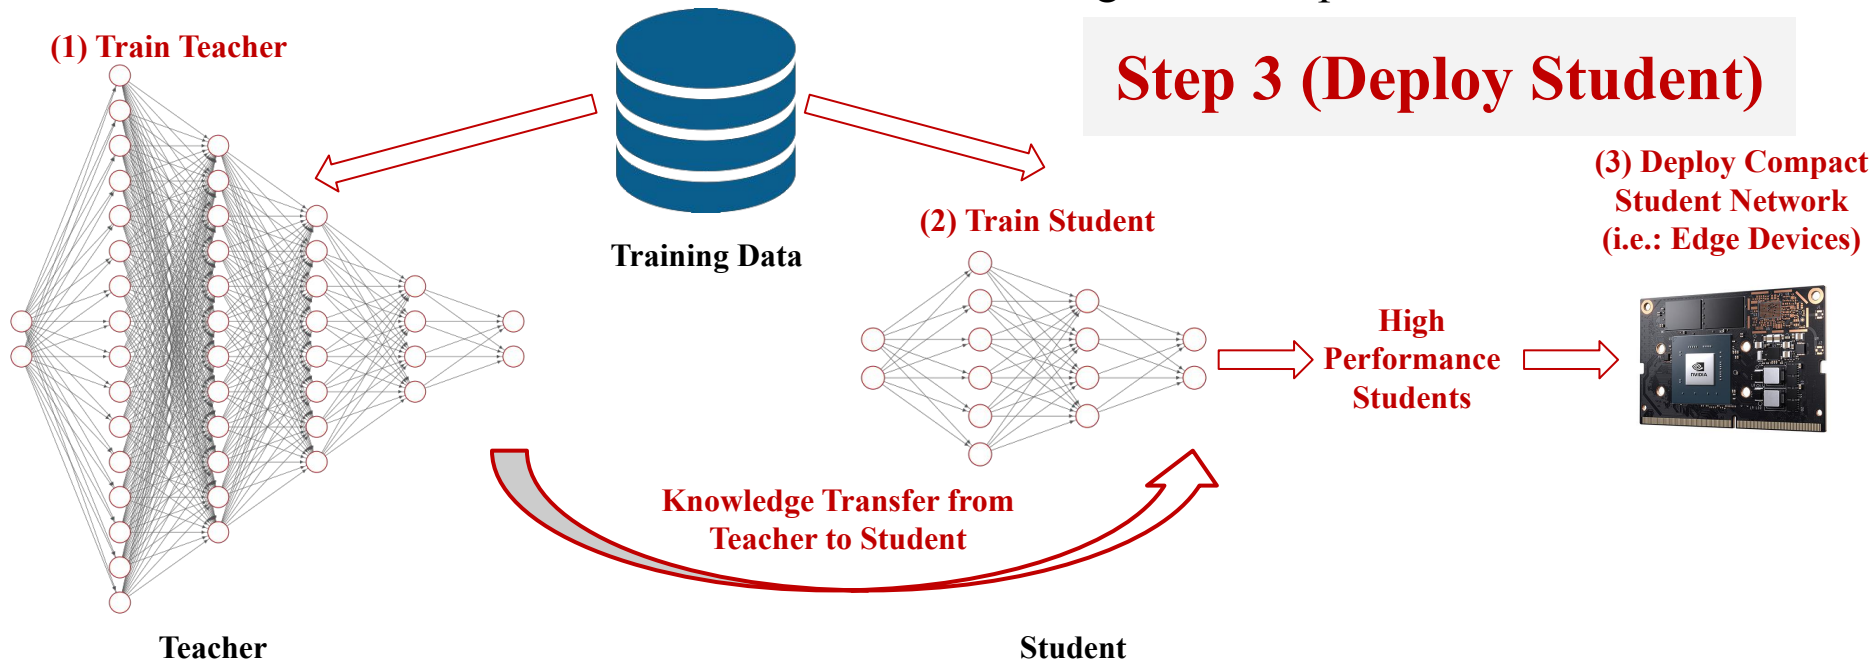 (1) Train Teacher
Step 3 (Deploy Student)
(3) Deploy Compact
Student Network
(i.e.: Edge Devices)
(2) Train Student
Training Data
High
Performance
Students
NVIDIA
Knowledge Transfer from
Teacher to Student
Teacher
Student